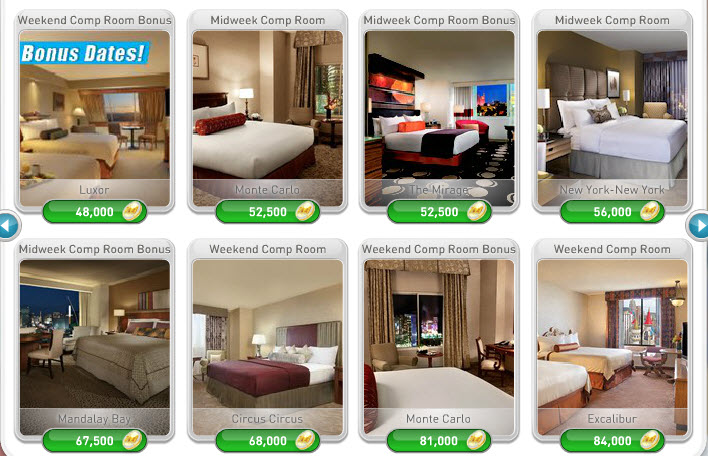 Weekend Comp Room Bonus
Midweek Comp Room
Midweek Comp Room Bonus
Midweek Comp Room
Bonus Dates!
Luxor
Monte Carlo
The Mirage
New York-New York
48,000
52,500
52,500
56,000
Midweek Comp Room Bonus
Weekend Comp Room
Weekend Comp Room Bonus
Weekend Comp Room
Mandalay Bay
Circus Circus
Monte Carlo
Excalibur
67,500
68,000
81,000
84,000